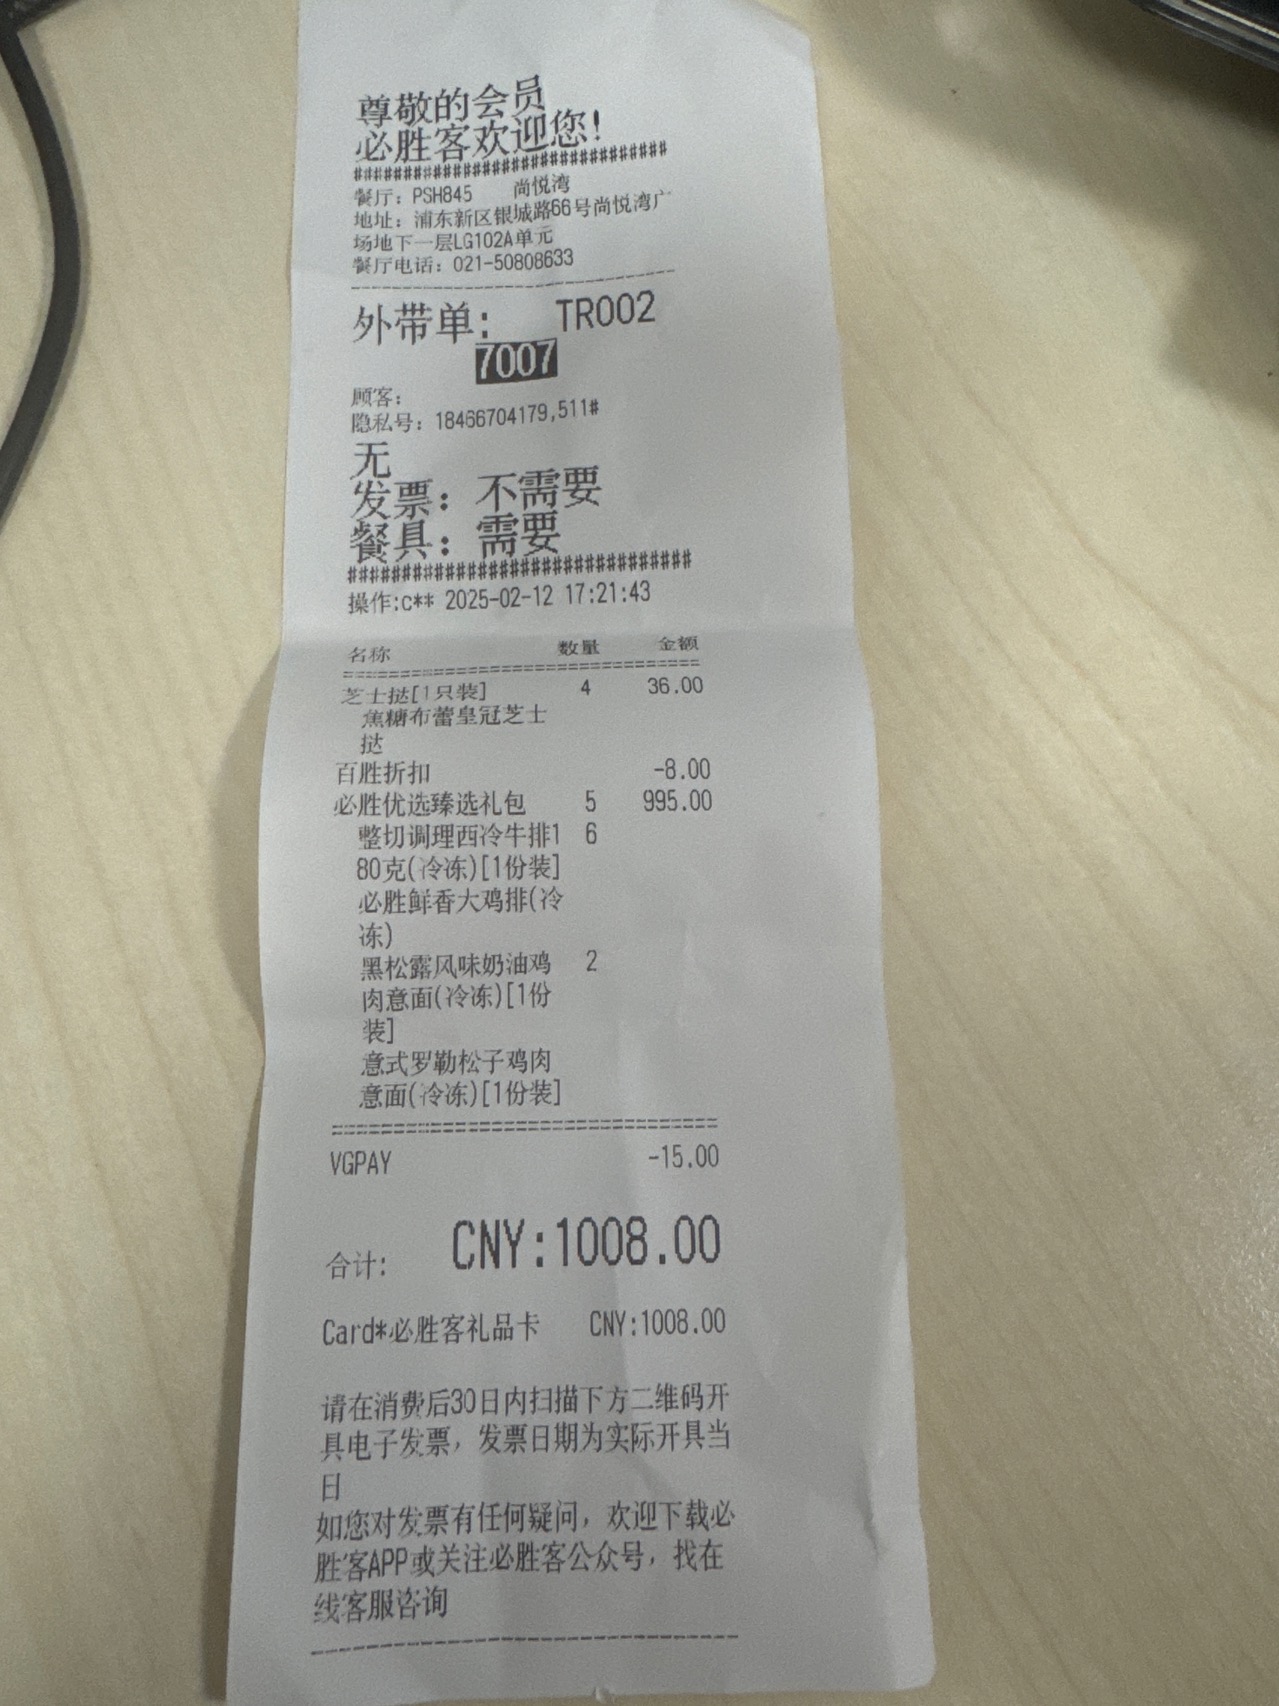 尊敬的会员
必胜客欢迎您!
################################
餐厅: PSH845 尚悦湾
地址: 浦东新区银城路66号尚悦湾广
场地下一层LG102A单元
餐厅电话: 021-50808633
--------------------------------
外带单: TR002
7007
顾客:
隐私号: 18466704179,511#
无
发票: 不需要
餐具: 需要
################################
操作:c** 2025-02-12 17:21:43
名称 数量 金额
================================
芝士挞[1只装] 4 36.00
焦糖布蕾皇冠芝士
挞
百胜折扣 -8.00
必胜优选臻选礼包 5 995.00
整切调理西冷牛排1 6
80克(冷冻)[1份装]
必胜鲜香大鸡排(冷
冻)
黑松露风味奶油鸡 2
肉意面(冷冻)[1份
装]
意式罗勒松子鸡肉
意面(冷冻)[1份装]
================================
VGPAY -15.00
合计: CNY:1008.00
Card*必胜客礼品卡 CNY:1008.00
请在消费后30日内扫描下方二维码开
具电子发票，发票日期为实际开具当
日
如您对发票有任何疑问，欢迎下载必
胜客APP或关注必胜客公众号，找在
线客服咨询
--------------------------------